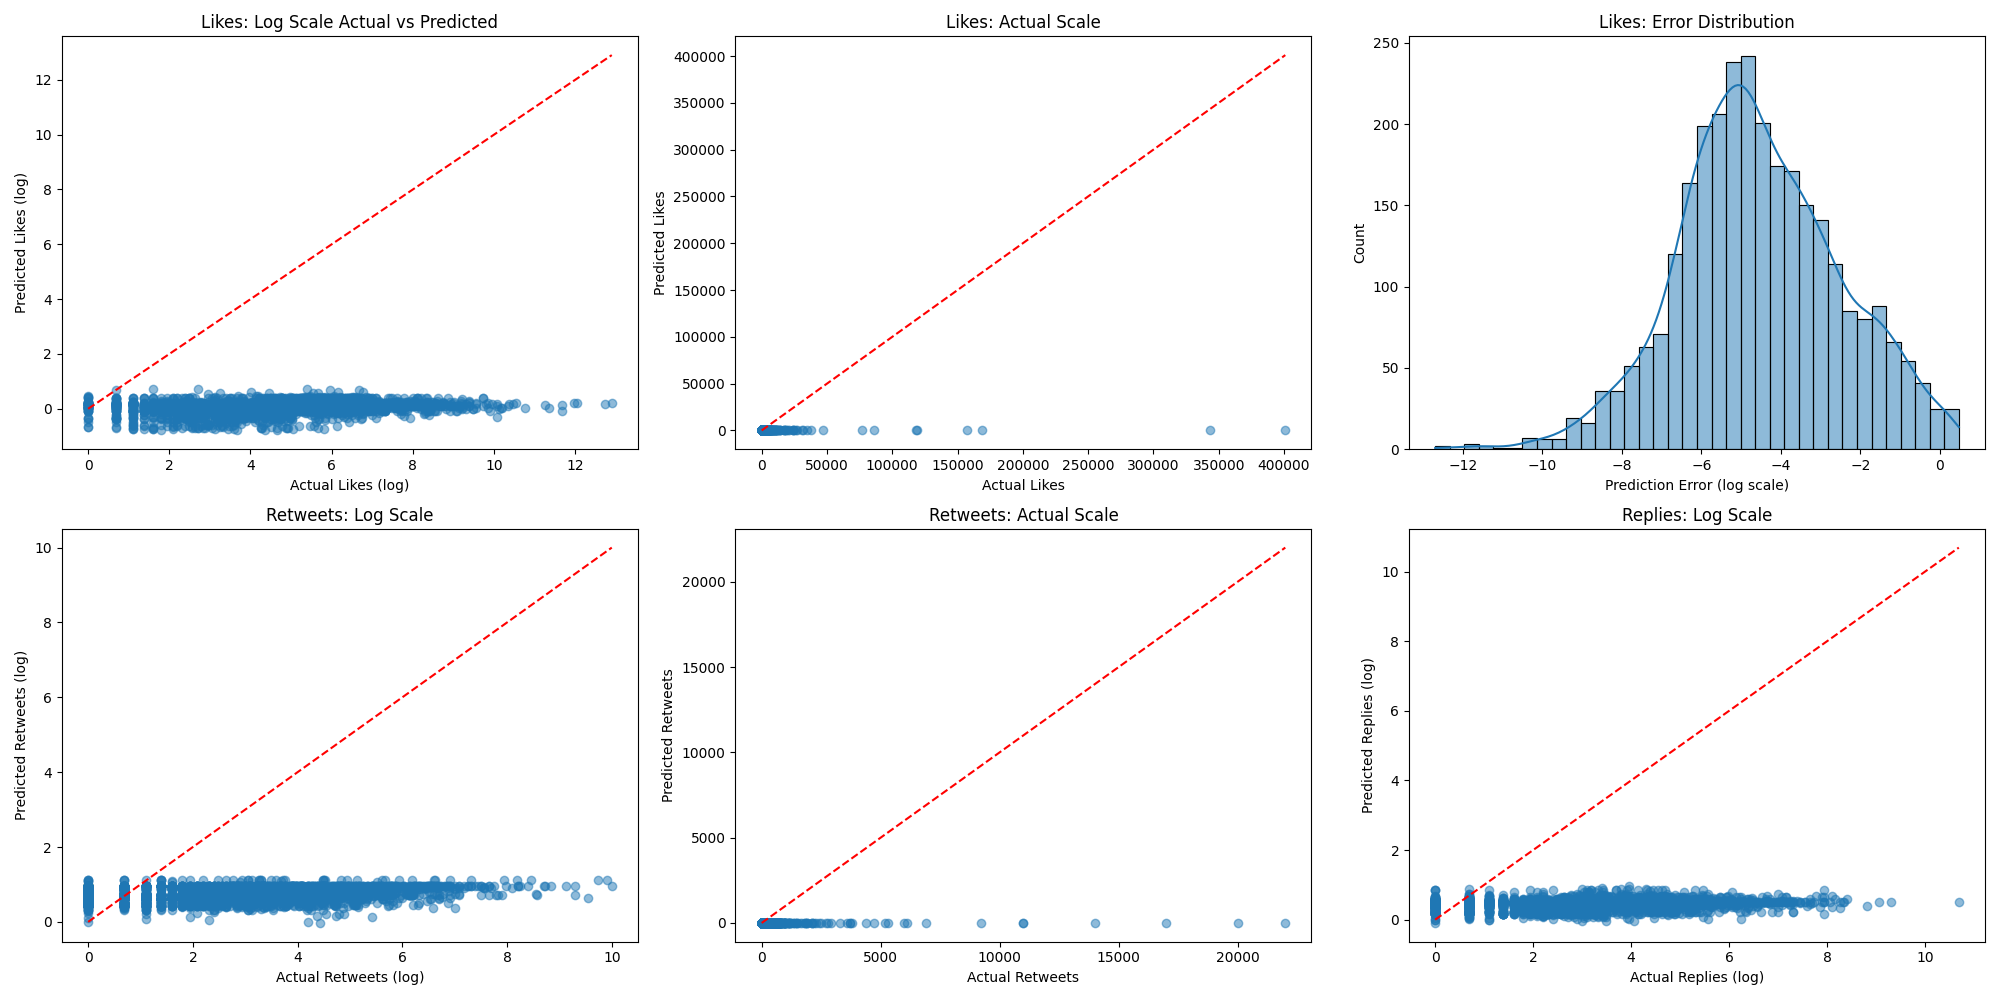 Likes: Log Scale Actual vs Predicted
12
10
8
6
4
2
0
Predicted Likes (log)
0 2 4 6 8 10 12
Actual Likes (log)
Likes: Actual Scale
400000
350000
300000
250000
200000
150000
100000
50000
0
Predicted Likes
0 50000 100000 150000 200000 250000 300000 350000 400000
Actual Likes
Likes: Error Distribution
250
200
150
100
50
0
Count
−12 −10 −8 −6 −4 −2 0
Prediction Error (log scale)
Retweets: Log Scale
10
8
6
4
2
0
Predicted Retweets (log)
0 2 4 6 8 10
Actual Retweets (log)
Retweets: Actual Scale
20000
15000
10000
5000
0
Predicted Retweets
0 5000 10000 15000 20000
Actual Retweets
Replies: Log Scale
10
8
6
4
2
0
Predicted Replies (log)
0 2 4 6 8 10
Actual Replies (log)